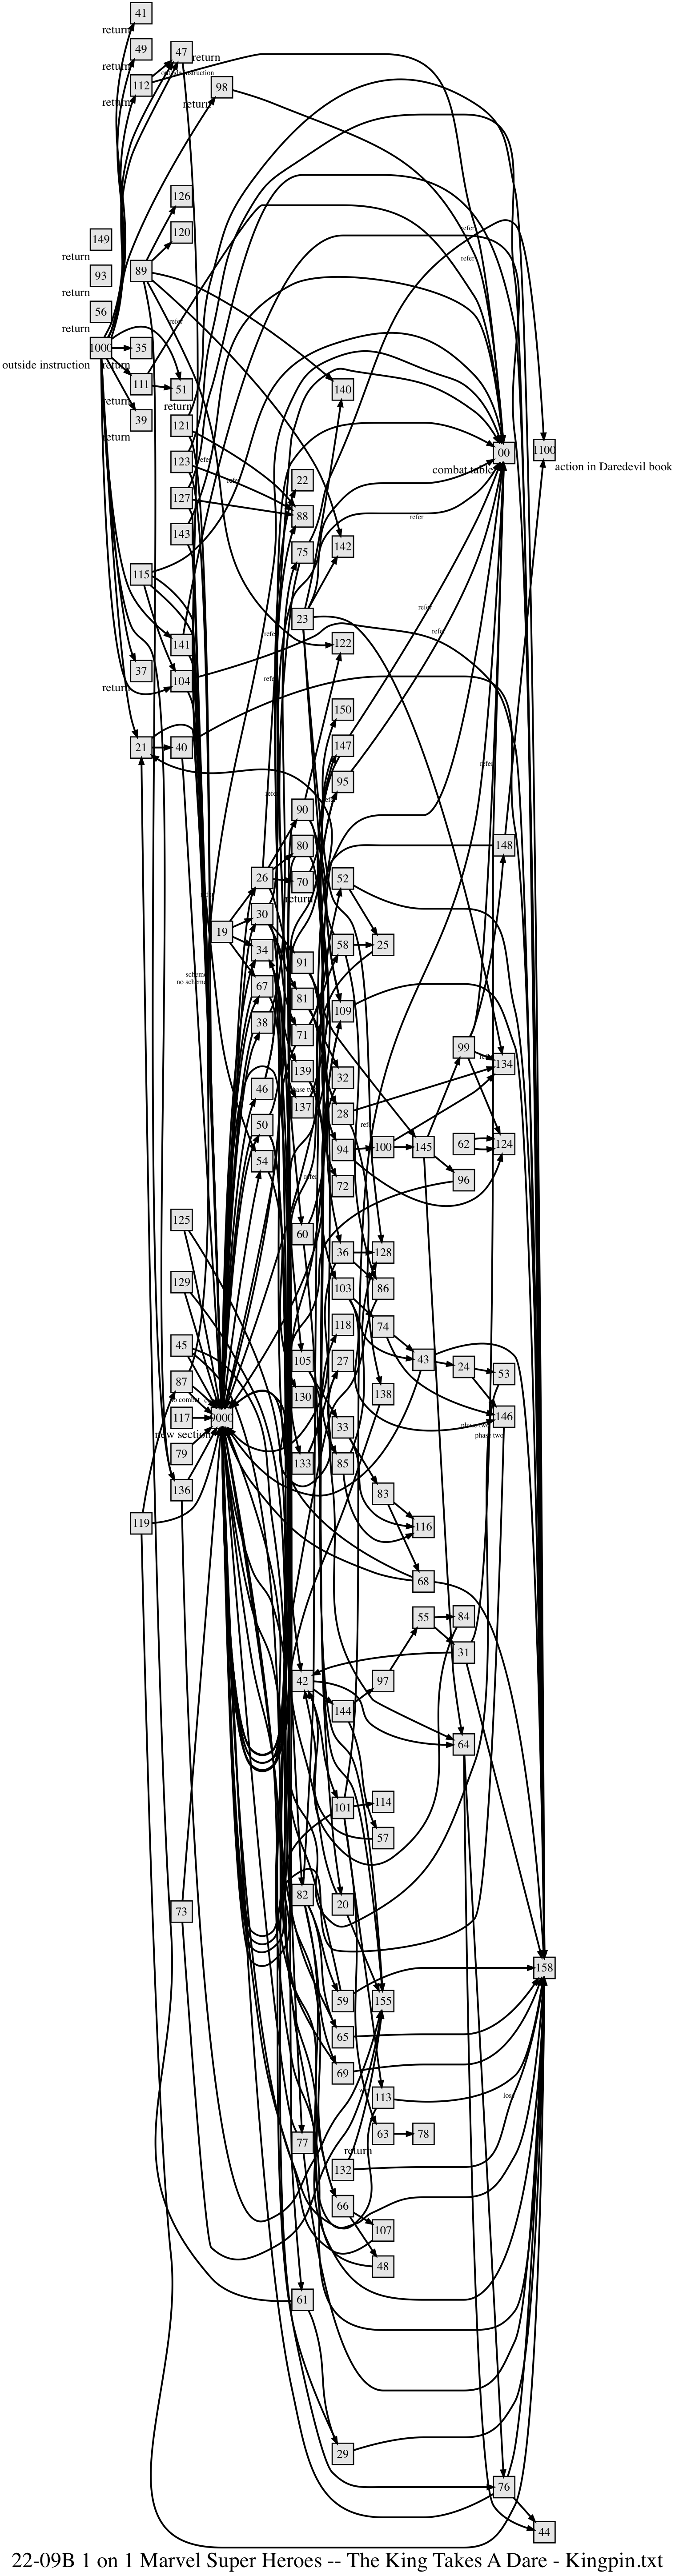 41
return
49
return
47
return
outside instruction
112
return
98
return
126
149
return
120
93
return
89
56
return
refer
refer
refer
1000
outside instruction
35
return
111
return
51
return
140
39
return
121
00
combat table
1100
action in Daredevil book
123
refer
127
refer
22
88
refer
143
142
75
115
23
refer
141
refer
122
refer
37
return
104
refer
150
21
40
147
refer
95
refer
90
80
148
26
70
return
52
refer
30
19
34
91
58
25
scheme
no scheme
67
81
109
38
71
99
refer
134
139
32
46
phase two
137
28
50
refer
62
124
54
94
100
145
refer
72
96
125
60
36
128
129
103
86
45
118
74
105
27
43
24
53
87
no combat
130
138
117
9000
new section
33
146
phase two
phase two
79
133
85
136
83
119
116
68
55
84
31
42
97
144
64
101
114
57
82
20
73
158
59
155
65
69
113
lose
77
63
78
return
132
66
107
48
61
29
76
44
22-09B 1 on 1 Marvel Super Heroes -- The King Takes A Dare - Kingpin.txt